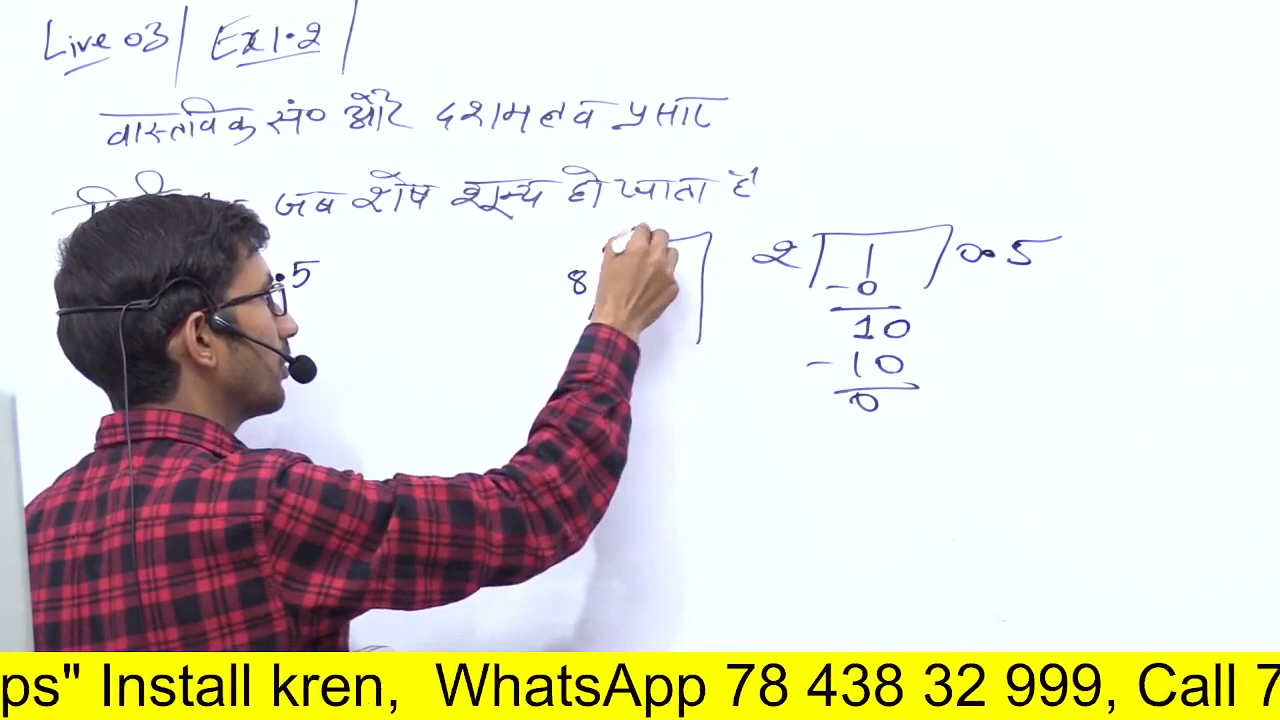 Live 03 | Ex 1.2 |
वास्तविक सं० और दशमलव प्रसार
जब शेष शून्य हो जाता है
.5
8
2 1 0.5
-0
10
-10
0
ps" Install kren, WhatsApp 78 438 32 999, Call 7